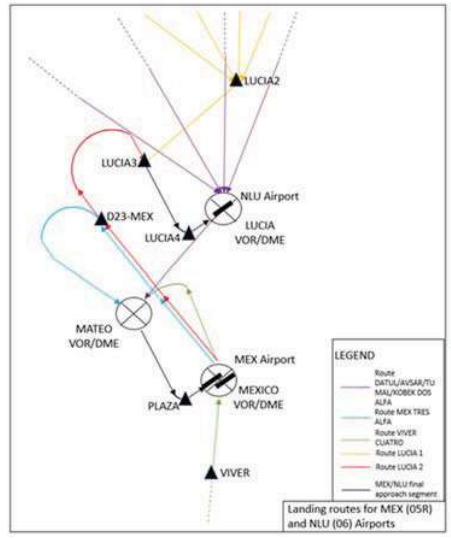 LUCIA2
LUCIA3
NLU Airport
D23-MEX
LUCIA4
LUCIA
VOR/DME
MATEO
VOR/DME
MEX Airport
PLAZA
MEXICO
VOR/DME
VIVER
LEGEND
Route
DATUL/AVSAR/TU
MAL/KOBEK DOS
ALFA
Route MEX TRES
ALFA
Route VIVER
CUATRO
Route LUCIA 1
Route LUCIA 2
MEX/NLU final
approach segment
Landing routes for MEX (05R)
and NLU (06) Airports